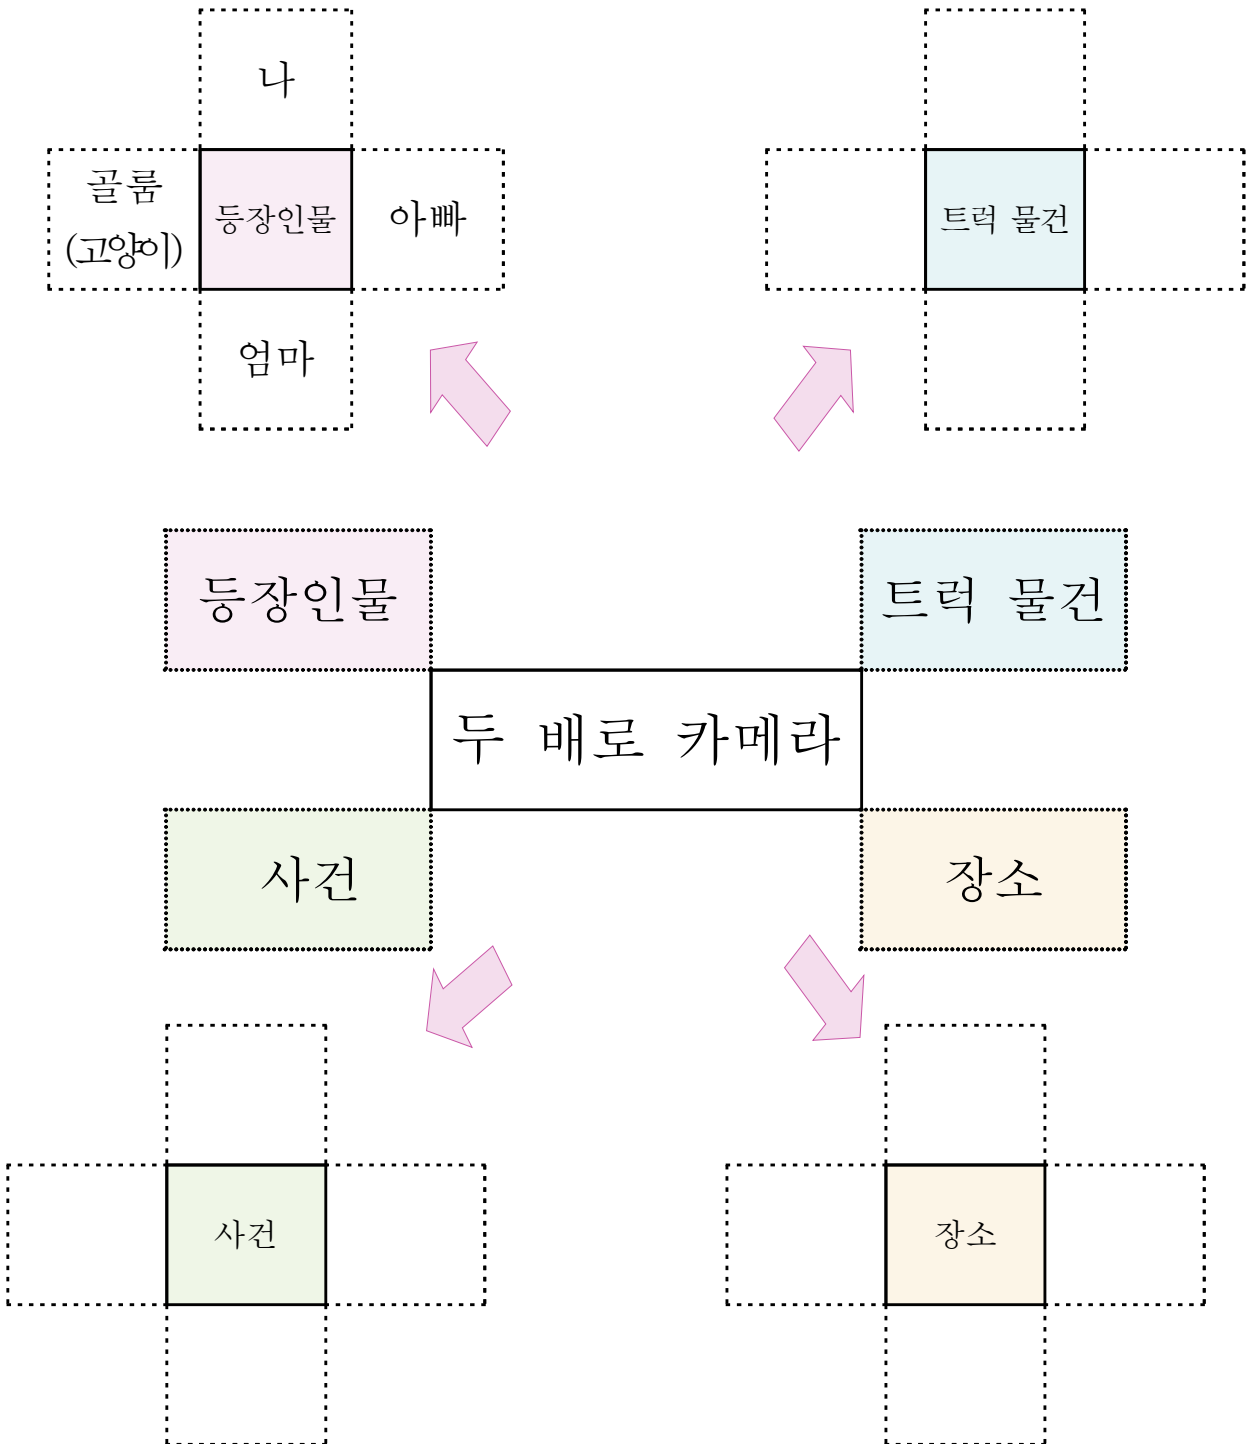 나
골룸
(고양이)
등장인물
아빠
엄마
트럭 물건
등장인물
트럭 물건
두 배로 카메라
사건
장소
사건
장소